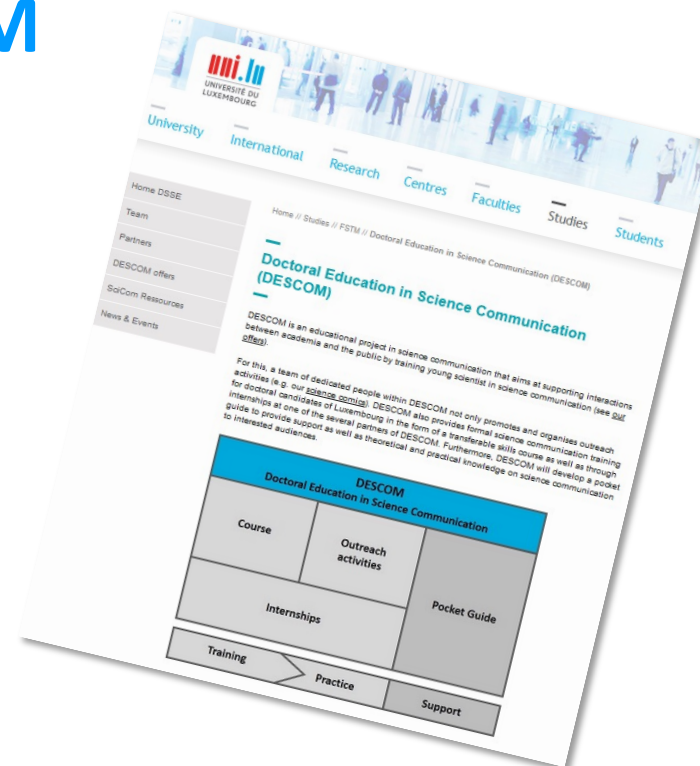 M
uni.lu
UNIVERSITÉ DU
LUXEMBOURG
University
International
Research
Centres
Faculties
Studies
Students
Home DSSE
Team
Partners
DESCOM offers
SciCom Ressources
News & Events
Home // Studies // FSTM // Doctoral Education in Science Communication (DESCOM)
Doctoral Education in Science Communication
(DESCOM)
DESCOM is an educational project in science communication that aims at supporting interactions
between academia and the public by training young scientist in science communication (see our
offers).
For this, a team of dedicated people within DESCOM not only promotes and organises outreach
activities (e.g. our science comics). DESCOM also provides formal science communication training
for doctoral candidates of Luxembourg in the form of a transferable skills course as well as through
internships at one of the several partners of DESCOM. Furthermore, DESCOM will develop a pocket
guide to provide support as well as theoretical and practical knowledge on science communication
to interested audiences.
DESCOM
Doctoral Education in Science Communication
Course
Outreach
activities
Pocket Guide
Internships
Training
Practice
Support